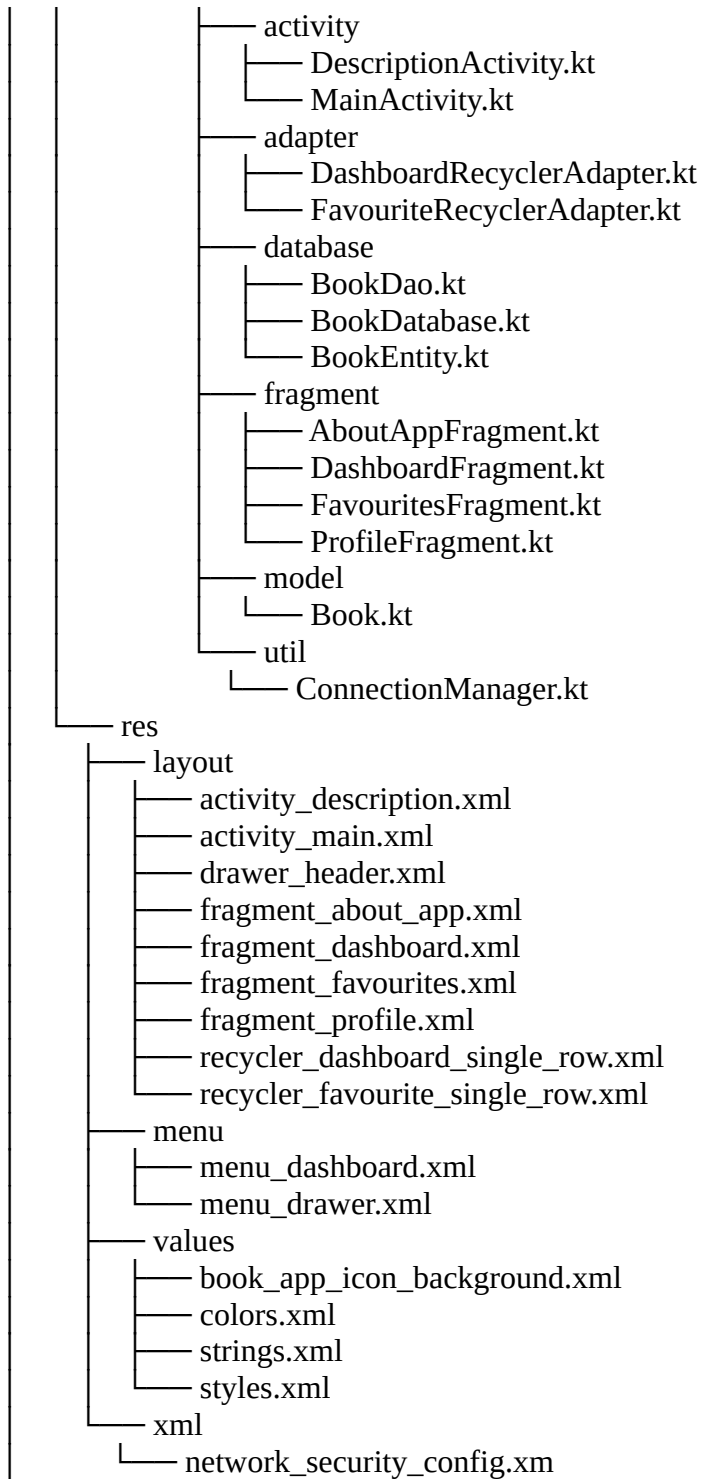 activity
DescriptionActivity.kt
MainActivity.kt
adapter
DashboardRecyclerAdapter.kt
FavouriteRecyclerAdapter.kt
database
BookDao.kt
BookDatabase.kt
BookEntity.kt
fragment
AboutAppFragment.kt
DashboardFragment.kt
FavouritesFragment.kt
ProfileFragment.kt
model
Book.kt
util
ConnectionManager.kt
res
layout
activity_description.xml
activity_main.xml
drawer_header.xml
fragment_about_app.xml
fragment_dashboard.xml
fragment_favourites.xml
fragment_profile.xml
recycler_dashboard_single_row.xml
recycler_favourite_single_row.xml
menu
menu_dashboard.xml
menu_drawer.xml
values
book_app_icon_background.xml
colors.xml
strings.xml
styles.xml
xml
network_security_config.xm